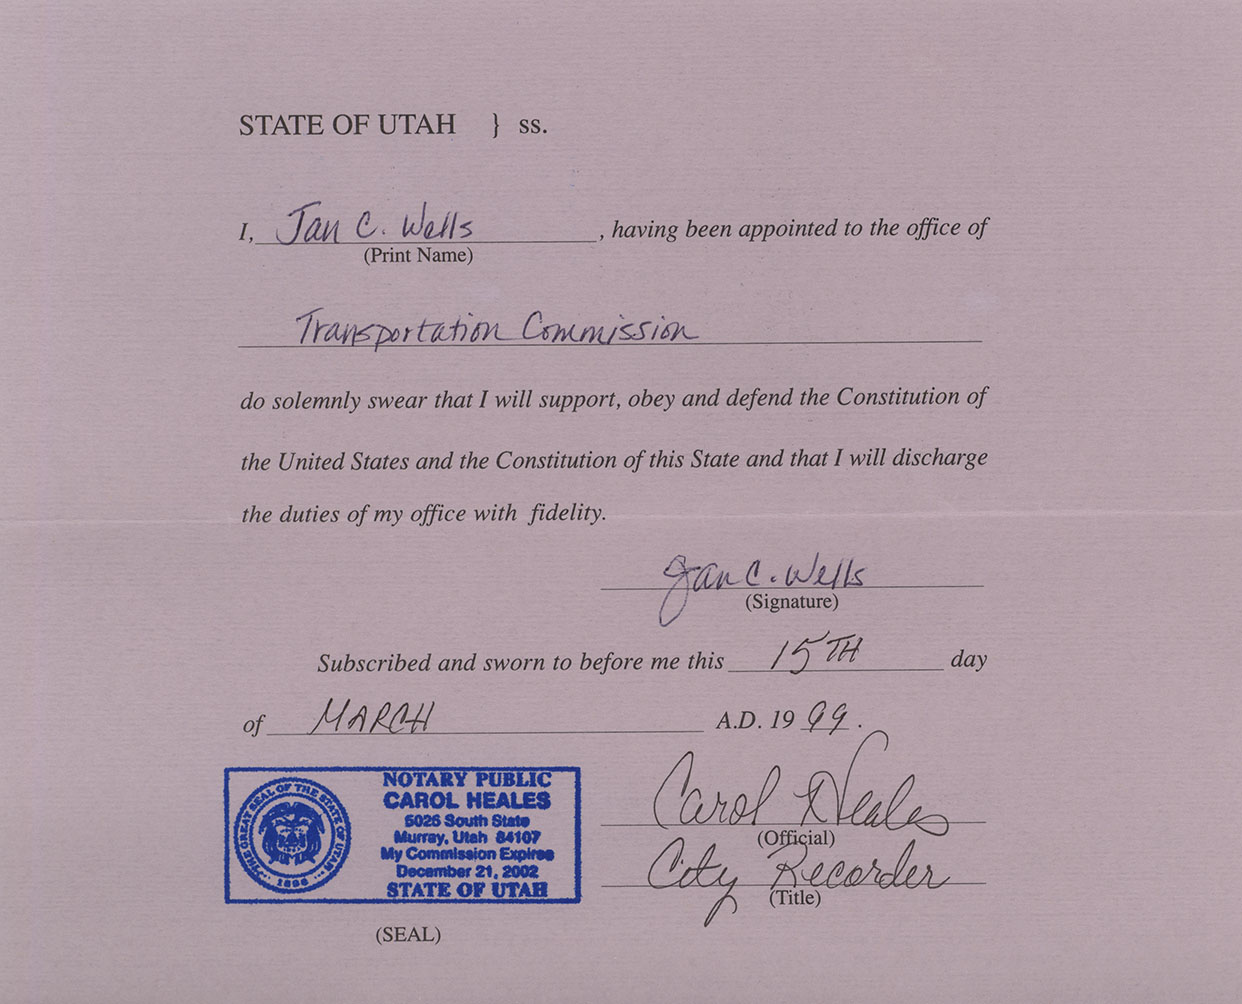 STATE OF UTAH } ss.
I, Jan C. Wells, having been appointed to the office of
(Print Name)
Transportation Commission
do solemnly swear that I will support, obey and defend the Constitution of
the United States and the Constitution of this State and that I will discharge
the duties of my office with fidelity.
Jan C. Wells
(Signature)
Subscribed and sworn to before me this 15TH day
of MARCH A.D. 1999.
Carol Heales
(Official)
City Recorder
(Title)
THE GREAT SEAL OF THE STATE OF UTAH
1896
NOTARY PUBLIC
CAROL HEALES
5025 South State
Murray, Utah 84107
My Commission Expires
December 21, 2002
STATE OF UTAH
(SEAL)